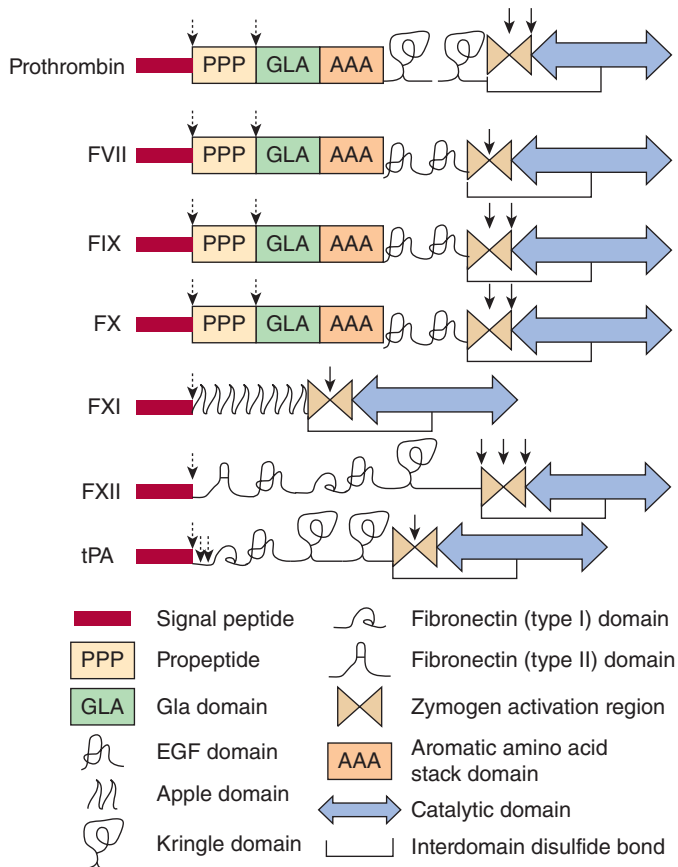 Prothrombin PPP GLA AAA
FVII PPP GLA AAA
FIX PPP GLA AAA
FX PPP GLA AAA
FXI
FXII
tPA
Signal peptide
PPP Propeptide
GLA Gla domain
EGF domain
Apple domain
Kringle domain
Fibronectin (type I) domain
Fibronectin (type II) domain
Zymogen activation region
AAA Aromatic amino acid
stack domain
Catalytic domain
Interdomain disulfide bond